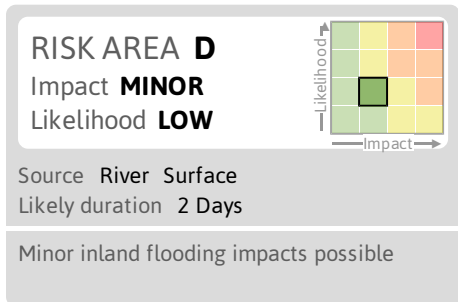 RISK AREA D
Impact MINOR
Likelihood LOW
Likelihood
Impact
Source River Surface
Likely duration 2 Days
Minor inland flooding impacts possible